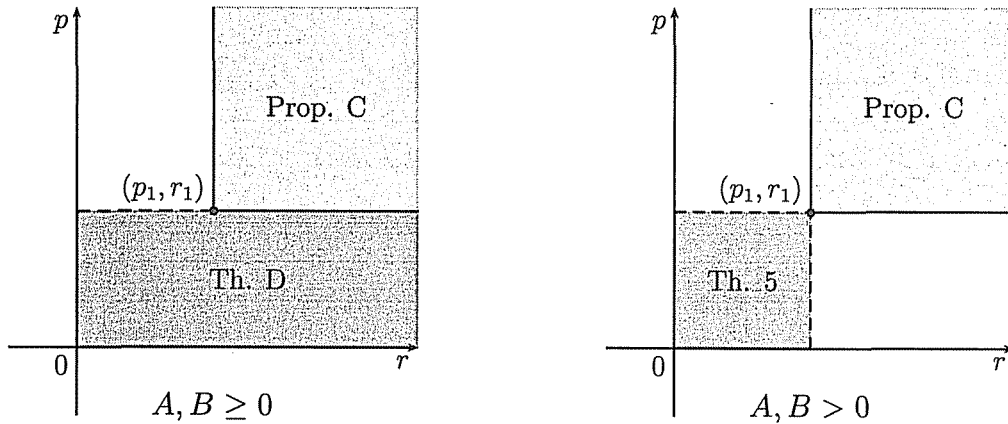 p
Prop. C
(p₁, r₁)
Th. D
0
r
A, B ≥ 0
p
Prop. C
(p₁, r₁)
Th. 5
0
r
A, B > 0